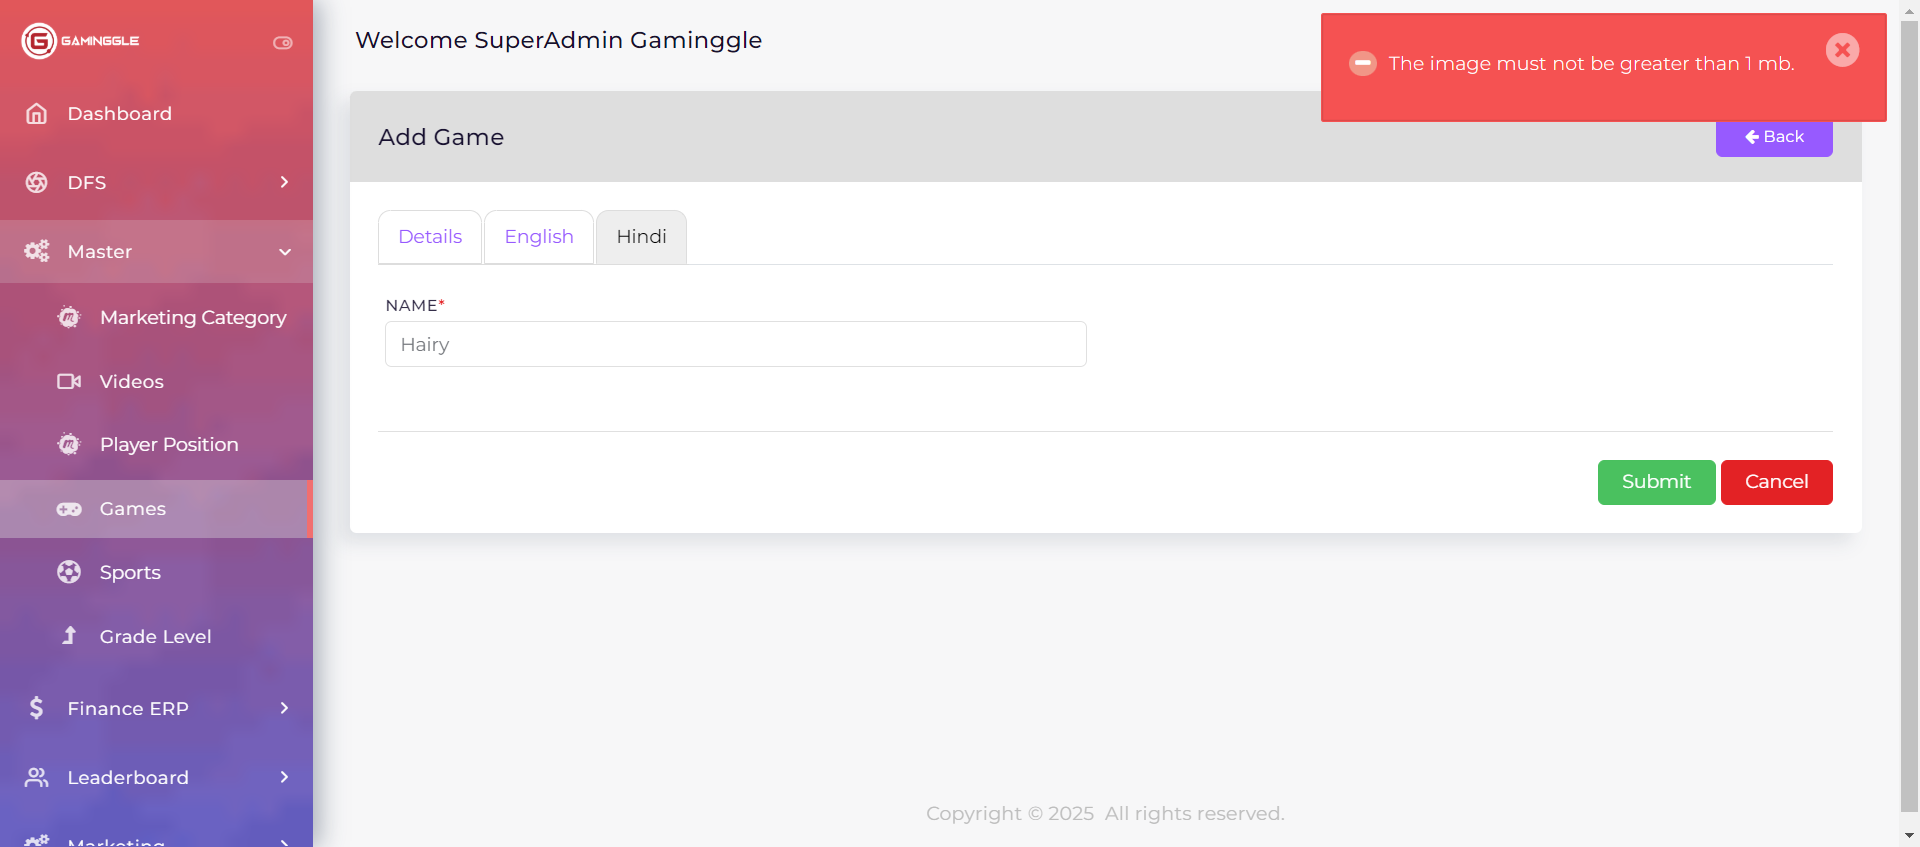 GAMINGGLE
Dashboard
DFS
Master
Marketing Category
Videos
Player Position
Games
Sports
Grade Level
Finance ERP
Leaderboard
Marketing
Welcome SuperAdmin Gaminggle
The image must not be greater than 1 mb.
Add Game
Back
Details
English
Hindi
NAME*
Hairy
Submit
Cancel
Copyright © 2025 All rights reserved.